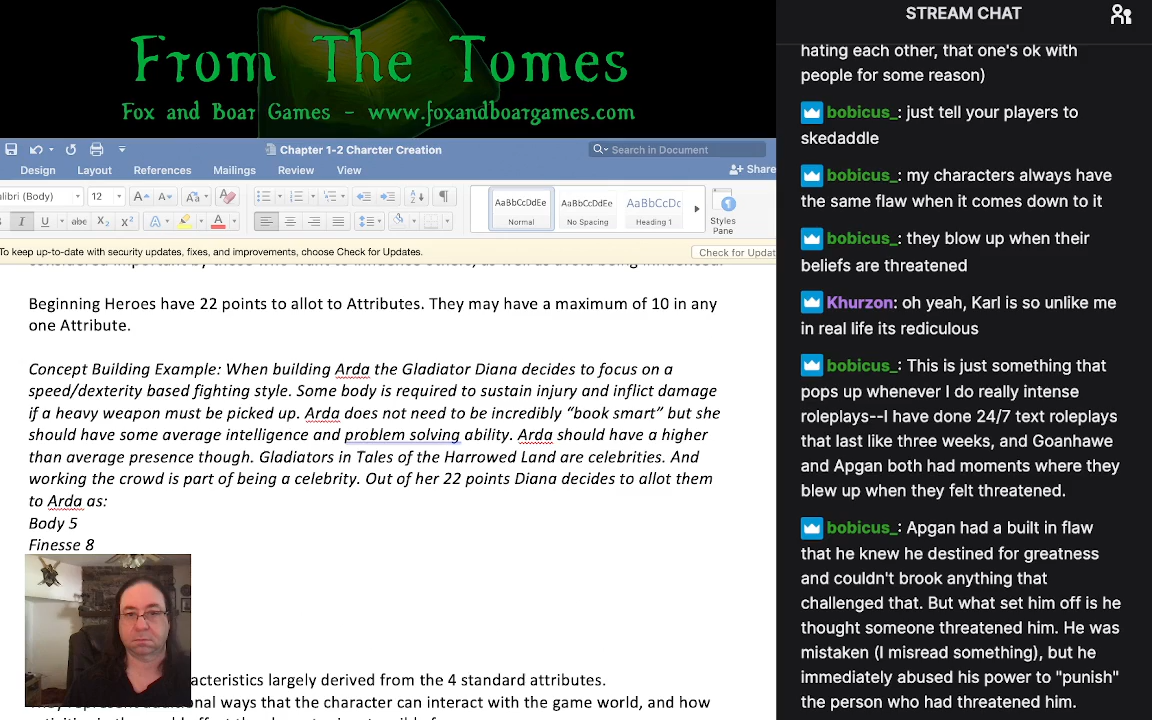 From The Tomes
Fox and Boar Games - www.foxandboargames.com
Chapter 1-2 Charcter Creation
Search in Document
Design Layout References Mailings Review View
Share
alibri (Body) 12
AaBbCcDdEe AaBbCcDdEe AaBbCcDc
Normal No Spacing Heading 1
Styles
Pane
To keep up-to-date with security updates, fixes, and improvements, choose Check for Updates.
Check for Updat
Beginning Heroes have 22 points to allot to Attributes. They may have a maximum of 10 in any
one Attribute.
Concept Building Example: When building Arda the Gladiator Diana decides to focus on a
speed/dexterity based fighting style. Some body is required to sustain injury and inflict damage
if a heavy weapon must be picked up. Arda does not need to be incredibly “book smart” but she
should have some average intelligence and problem solving ability. Arda should have a higher
than average presence though. Gladiators in Tales of the Harrowed Land are celebrities. And
working the crowd is part of being a celebrity. Out of her 22 points Diana decides to allot them
to Arda as:
Body 5
Finesse 8
acteristics largely derived from the 4 standard attributes.
onal ways that the character can interact with the game world, and how
STREAM CHAT
hating each other, that one's ok with
people for some reason)
bobicus_: just tell your players to
skedaddle
bobicus_: my characters always have
the same flaw when it comes down to it
bobicus_: they blow up when their
beliefs are threatened
Khurzon: oh yeah, Karl is so unlike me
in real life its rediculous
bobicus_: This is just something that
pops up whenever I do really intense
roleplays--I have done 24/7 text roleplays
that last like three weeks, and Goanhawe
and Apgan both had moments where they
blow up when they felt threatened.
bobicus_: Apgan had a built in flaw
that he knew he destined for greatness
and couldn't brook anything that
challenged that. But what set him off is he
thought someone threatened him. He was
mistaken (I misread something), but he
immediately abused his power to "punish"
the person who had threatened him.